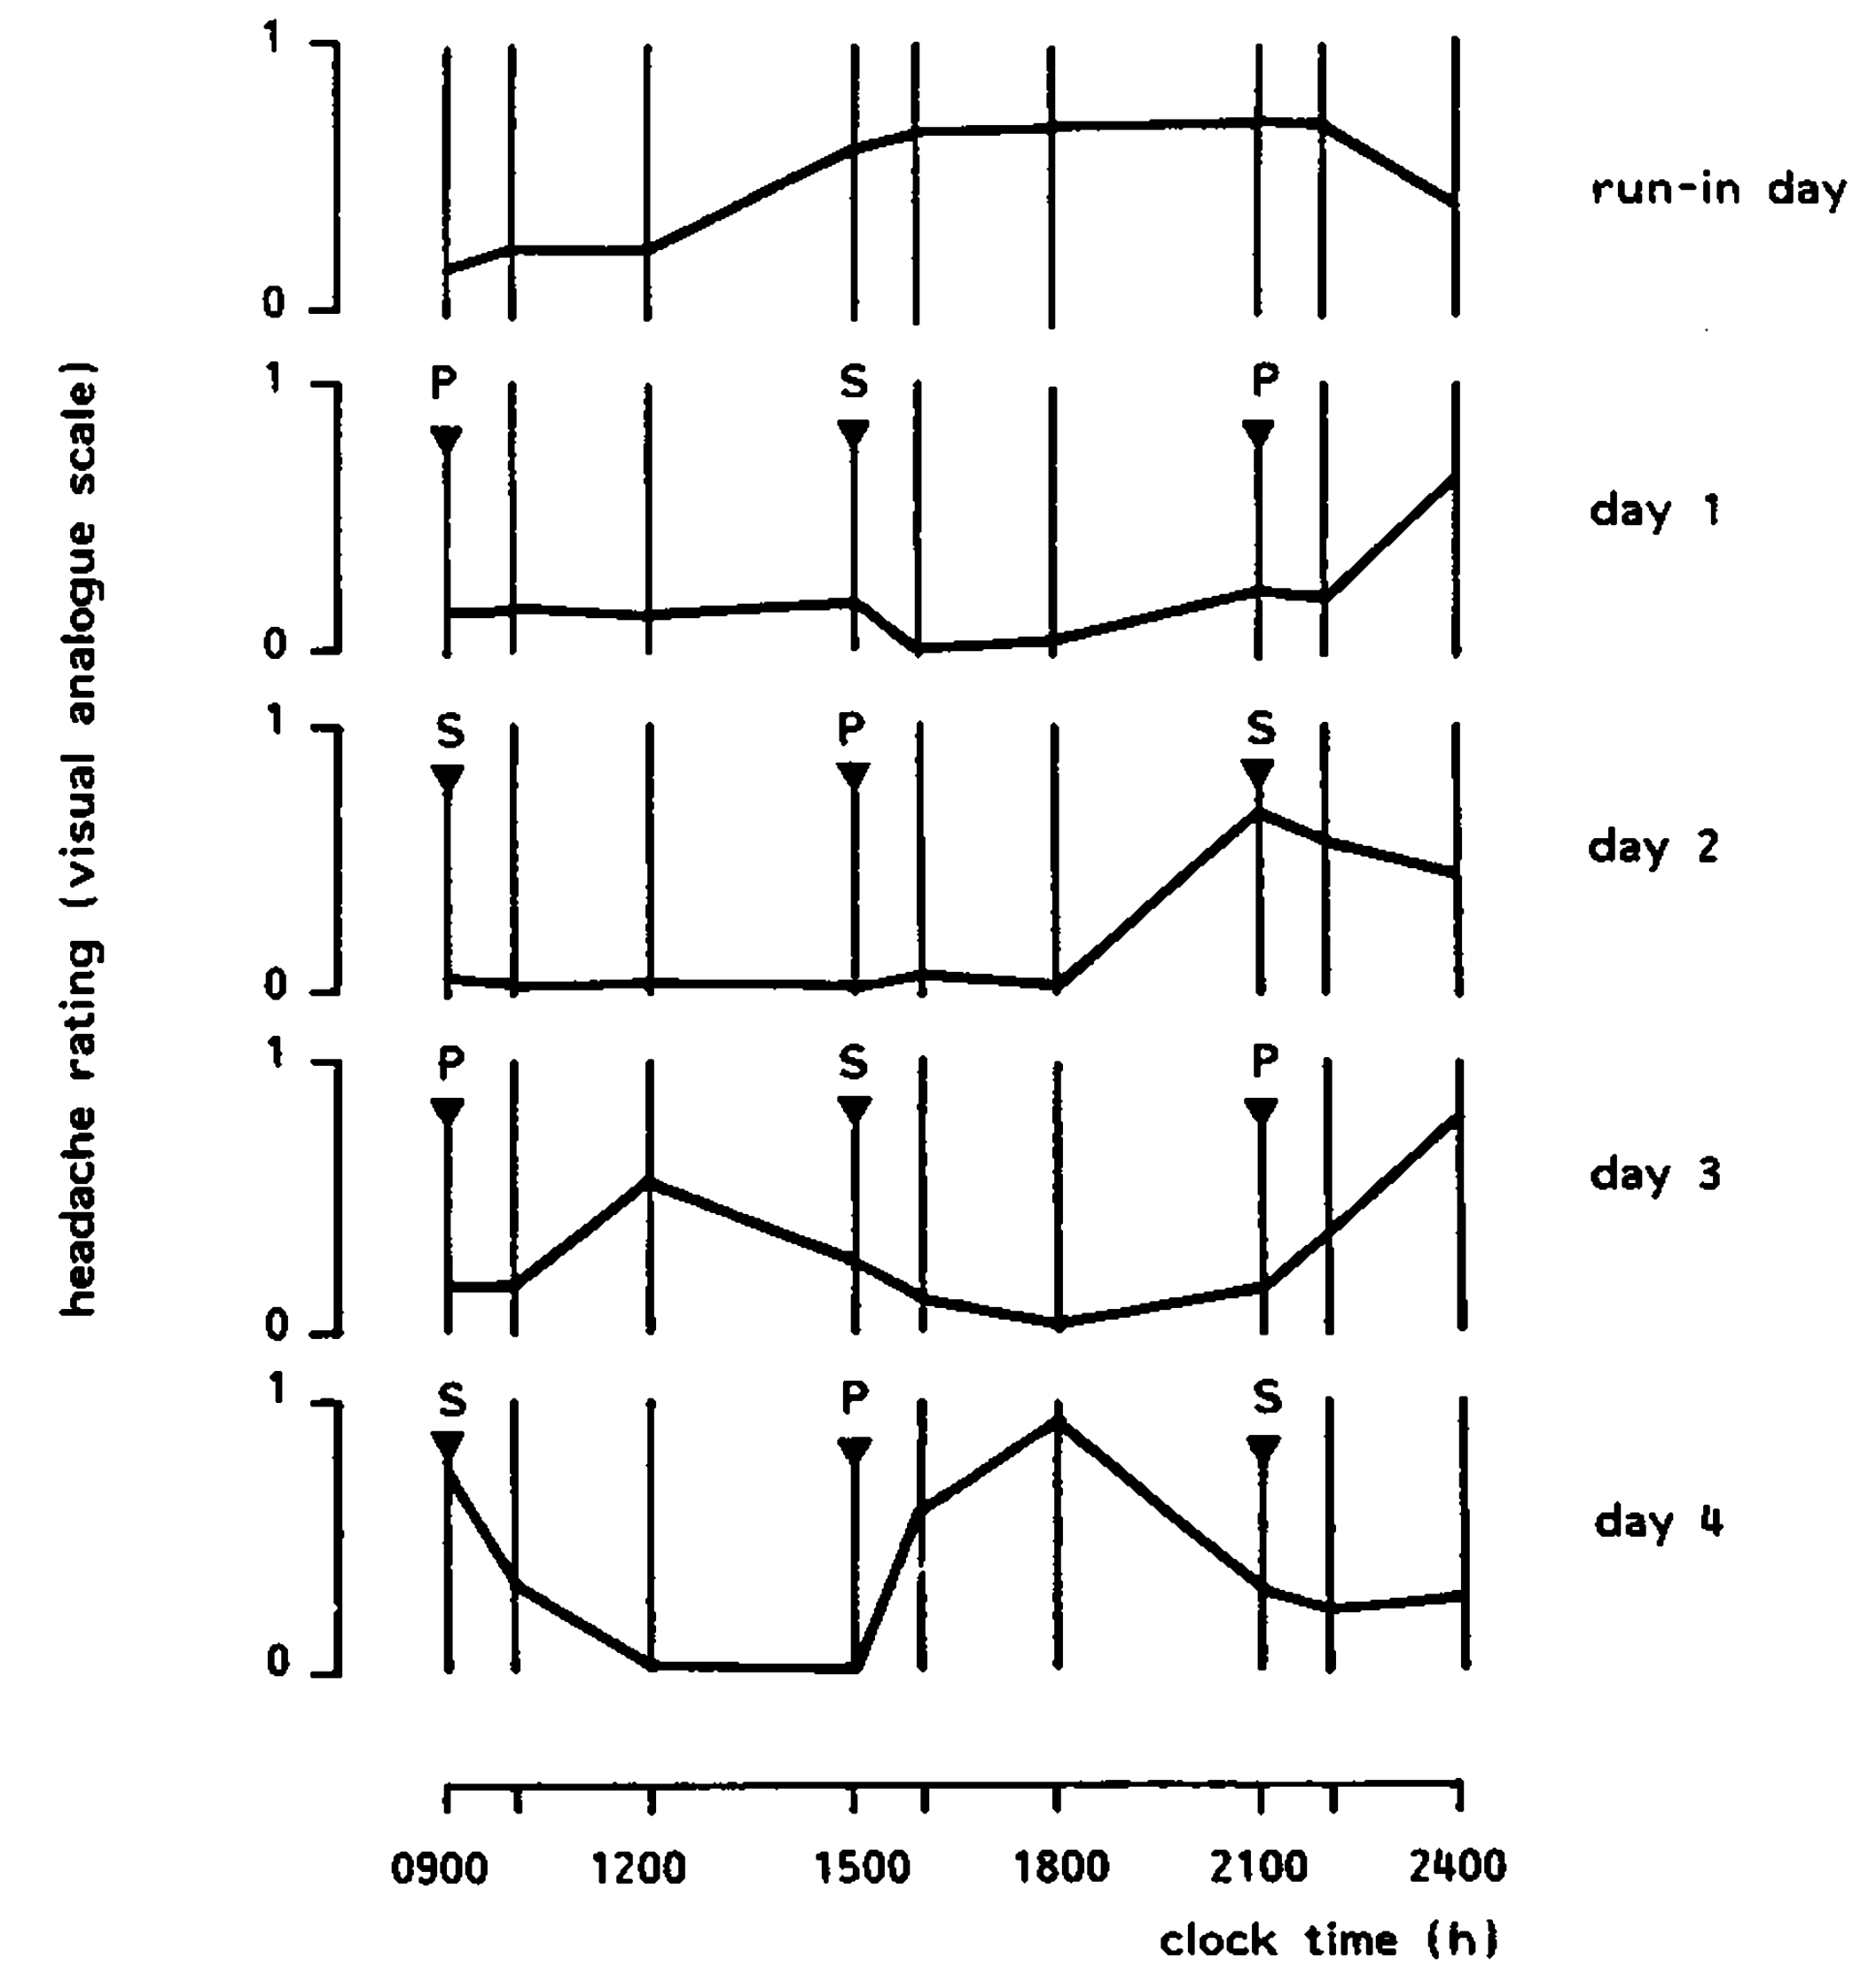 headache rating (visual analogue scale)
1
0
run-in day
1
0
P S P
day 1
1
0
S P S
day 2
1
0
P S P
day 3
1
0
S P S
day 4
0900 1200 1500 1800 2100 2400
clock time (h)